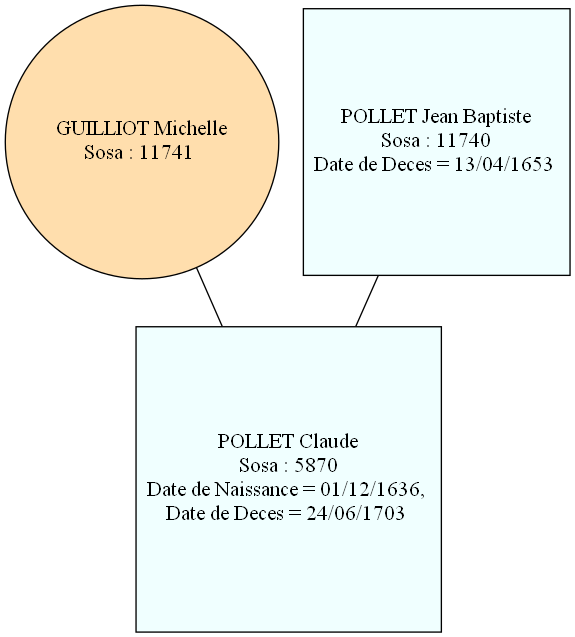 GUILLIOT Michelle
Sosa : 11741
POLLET Jean Baptiste
Sosa : 11740
Date de Deces = 13/04/1653
POLLET Claude
Sosa : 5870
Date de Naissance = 01/12/1636,
Date de Deces = 24/06/1703